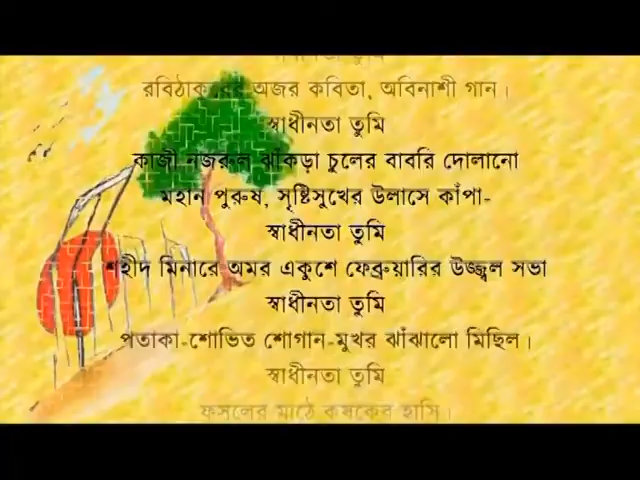 স্বাধীনতা তুমি
রবিঠাকুরের অজর কবিতা, অবিনাশী গান।
স্বাধীনতা তুমি
কাজী নজরুল ঝাঁকড়া চুলের বাবরি দোলানো
মহান পুরুষ, সৃষ্টিসুখের উলাসে কাঁপা-
স্বাধীনতা তুমি
শহীদ মিনারে অমর একুশে ফেব্রুয়ারির উজ্জ্বল সভা
স্বাধীনতা তুমি
পতাকা-শোভিত শোগান-মুখর ঝাঁঝালো মিছিল।
স্বাধীনতা তুমি
ফসলের মাঠে কৃষকের হাসি।